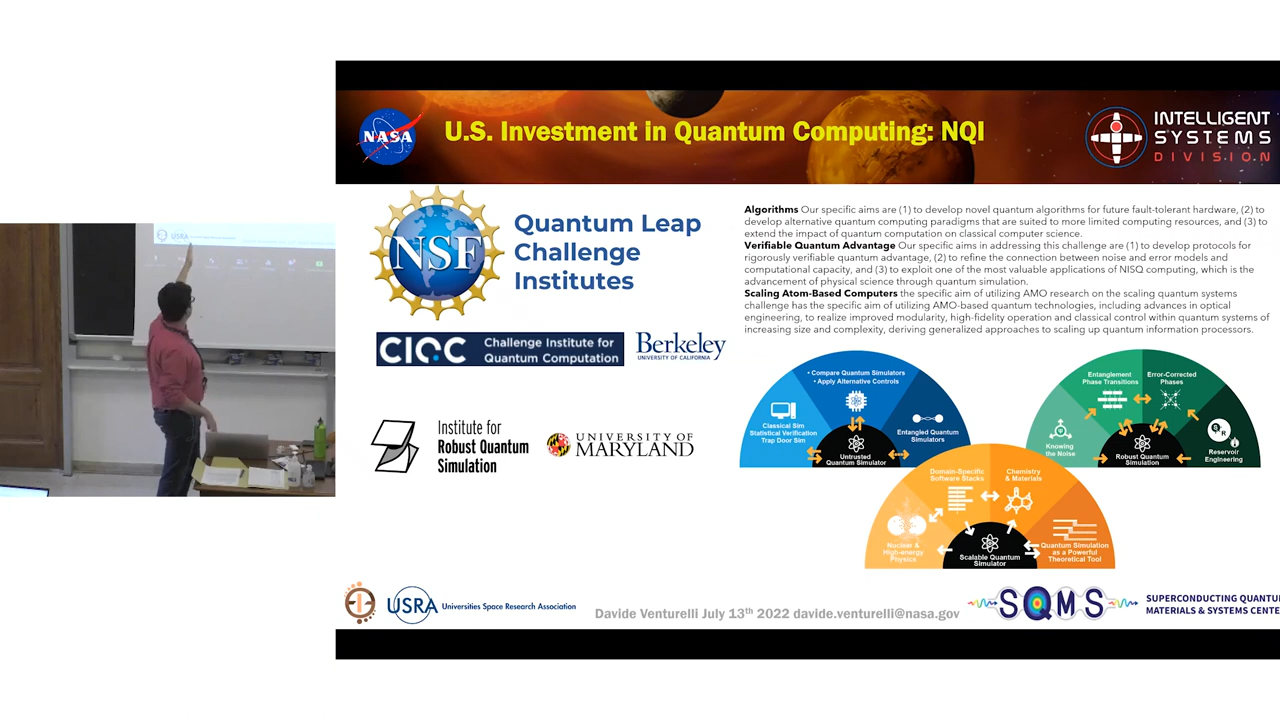 NASA
U.S. Investment in Quantum Computing: NQI
INTELLIGENT
SYSTEMS
DIVISION
NSF
Quantum Leap
Challenge
Institutes
Algorithms Our specific aims are (1) to develop novel quantum algorithms for future fault-tolerant hardware, (2) to
develop alternative quantum computing paradigms that are suited to more limited computing resources, and (3) to
extend the impact of quantum computation on classical computer science.
Verifiable Quantum Advantage Our specific aims in addressing this challenge are (1) to develop protocols for
rigorously verifiable quantum advantage, (2) to refine the connection between noise and error models and
computational capacity, and (3) to exploit one of the most valuable applications of NISQ computing, which is the
advancement of physical science through quantum simulation.
Scaling Atom-Based Computers the specific aim of utilizing AMO research on the scaling quantum systems
challenge has the specific aim of utilizing AMO-based quantum technologies, including advances in optical
engineering, to realize improved modularity, high-fidelity operation and classical control within quantum systems of
increasing size and complexity, deriving generalized approaches to scaling up quantum information processors.
CIQC
Challenge Institute for
Quantum Computation
Berkeley
UNIVERSITY OF CALIFORNIA
Institute for
Robust Quantum
Simulation
UNIVERSITY OF
MARYLAND
• Compare Quantum Simulators
• Apply Alternative Controls
Classical Sim
Statistical Verification
Trap Door Sim
Entangled Quantum
Simulators
Untrusted
Quantum Simulator
Entanglement
Phase Transitions
Error-Corrected
Phases
Knowing
the Noise
Robust Quantum
Simulation
S
R
Reservoir
Engineering
Domain-Specific
Software Stacks
Chemistry
& Materials
Nuclear &
High-energy
Physics
Scalable Quantum
Simulator
Quantum Simulation
as a Powerful
Theoretical Tool
USRA
Universities Space Research Association
Davide Venturelli July 13th 2022 davide.venturelli@nasa.gov
SQMS
SUPERCONDUCTING QUANTU
MATERIALS & SYSTEMS CENTE
USRA